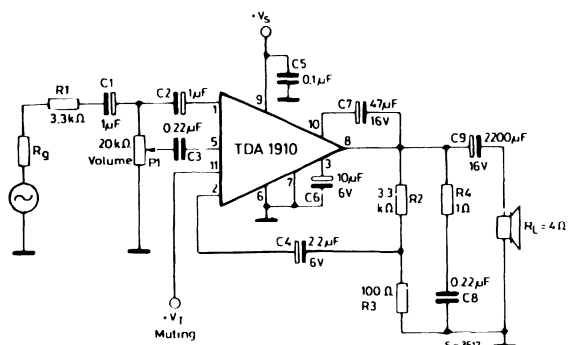 +Vs
C5
0.1µF
R1
3.3kΩ
C1
1µF
C2
1µF
Rg
20kΩ
Volume
P1
0.22µF
C3
1
5
11
2
9
TDA 1910
10
8
3
6
7
C7
47µF
16V
10µF
6V
C6
C4
2.2µF
6V
3.3
kΩ
R2
R4
1Ω
C9
2200µF
16V
RL = 4Ω
100Ω
R3
0.22µF
C8
+VT
Muting